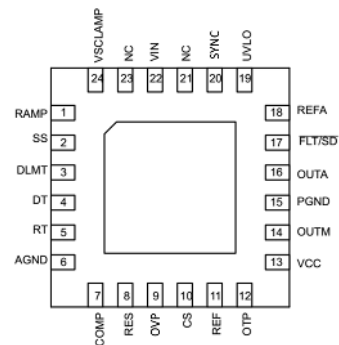 VSCLAMP
NC
VIN
NC
SYNC
UVLO
24
23
22
21
20
19
RAMP 1
SS 2
DLMT 3
DT 4
RT 5
AGND 6
18 REFA
17 FLT/SD
16 OUTA
15 PGND
14 OUTM
13 VCC
7
8
9
10
11
12
COMP
RES
OVP
CS
REF
OTP